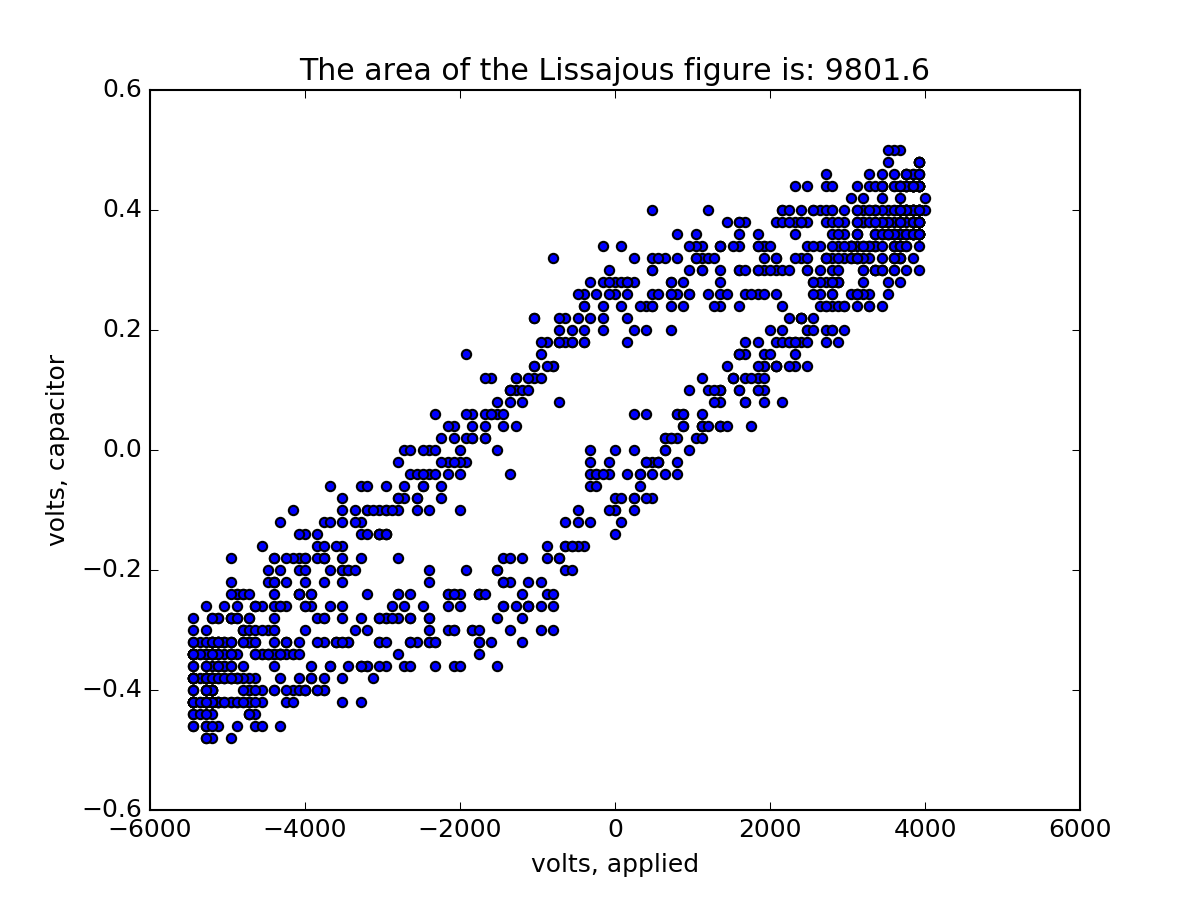 The area of the Lissajous figure is: 9801.6
0.6
0.4
0.2
0.0
−0.2
−0.4
−0.6
volts, capacitor
−6000 −4000 −2000 0 2000 4000 6000
volts, applied